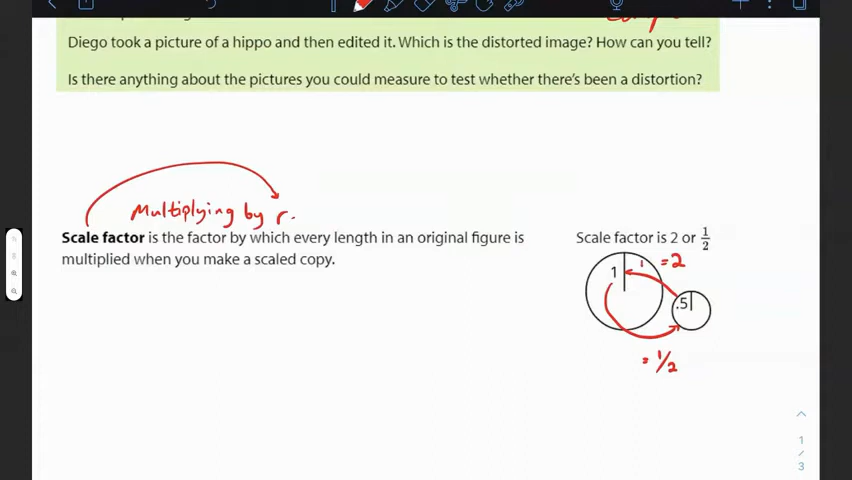 Diego took a picture of a hippo and then edited it. Which is the distorted image? How can you tell?
Is there anything about the pictures you could measure to test whether there's been a distortion?
Multiplying by r.
Scale factor is the factor by which every length in an original figure is
multiplied when you make a scaled copy.
Scale factor is 2 or 1/2
1
= 2
.5
= 1/2
1
/
3